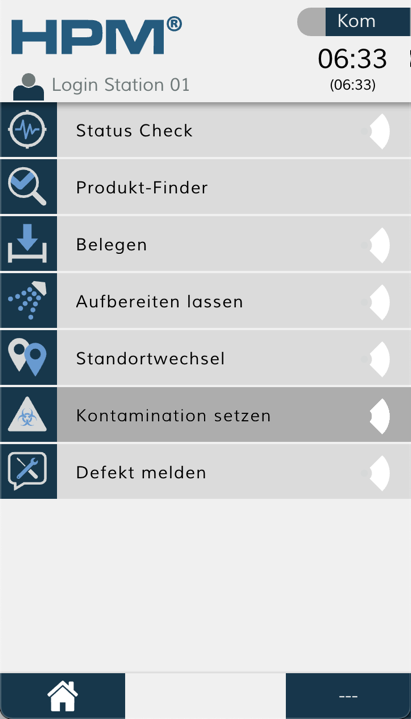 HPM®
Kom
06:33
(06:33)
Login Station 01
Status Check
Produkt-Finder
Belegen
Aufbereiten lassen
Standortwechsel
Kontamination setzen
Defekt melden
---